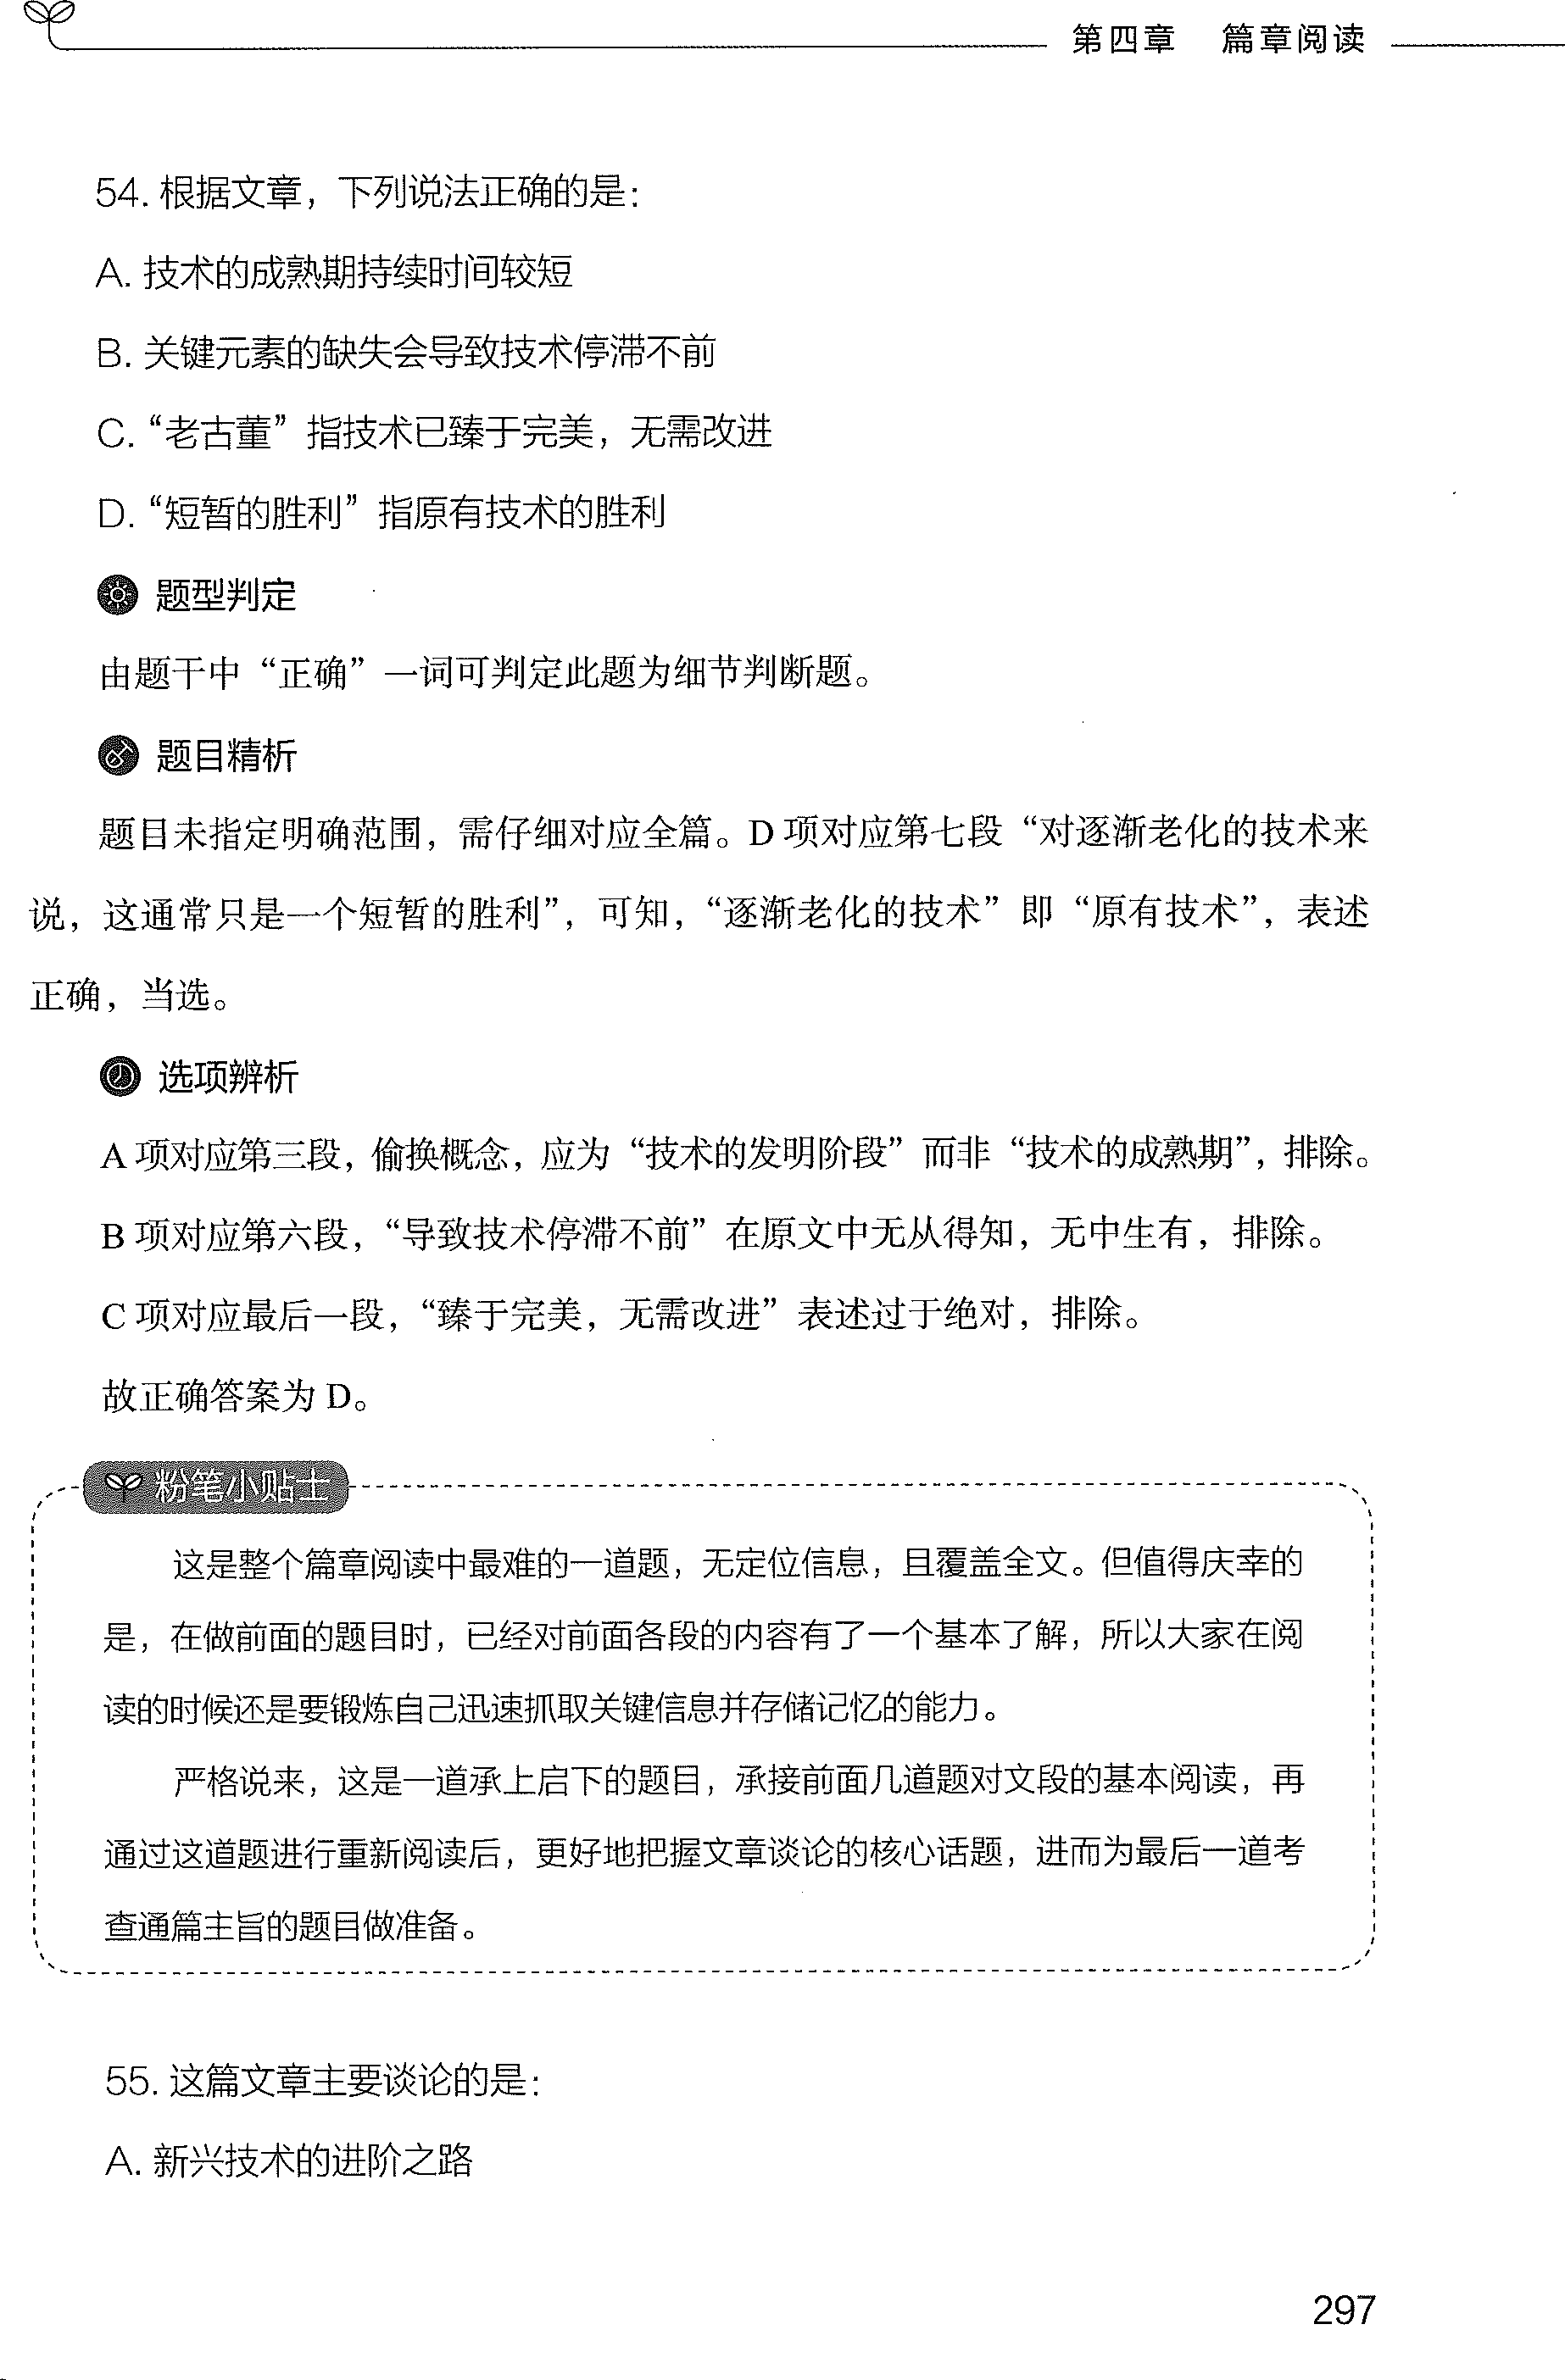 第四章 篇章阅读
54. 根据文章，下列说法正确的是：
A. 技术的成熟期持续时间较短
B. 关键元素的缺失会导致技术停滞不前
C. “老古董”指技术已臻于完美，无需改进
D. “短暂的胜利”指原有技术的胜利
题型判定
由题干中“正确”一词可判定此题为细节判断题。
题目精析
题目未指定明确范围，需仔细对应全篇。D 项对应第七段“对逐渐老化的技术来
说，这通常只是一个短暂的胜利”，可知，“逐渐老化的技术”即“原有技术”，表述
正确，当选。
选项辨析
A 项对应第三段，偷换概念，应为“技术的发明阶段”而非“技术的成熟期”，排除。
B 项对应第六段，“导致技术停滞不前”在原文中无从得知，无中生有，排除。
C 项对应最后一段，“臻于完美，无需改进”表述过于绝对，排除。
故正确答案为 D。
粉笔小贴士
这是整个篇章阅读中最难的一道题，无定位信息，且覆盖全文。但值得庆幸的
是，在做前面的题目时，已经对前面各段的内容有了一个基本了解，所以大家在阅
读的时候还是要锻炼自己迅速抓取关键信息并存储记忆的能力。
严格说来，这是一道承上启下的题目，承接前面几道题对文段的基本阅读，再
通过这道题进行重新阅读后，更好地把握文章谈论的核心话题，进而为最后一道考
查通篇主旨的题目做准备。
55. 这篇文章主要谈论的是：
A. 新兴技术的进阶之路
297